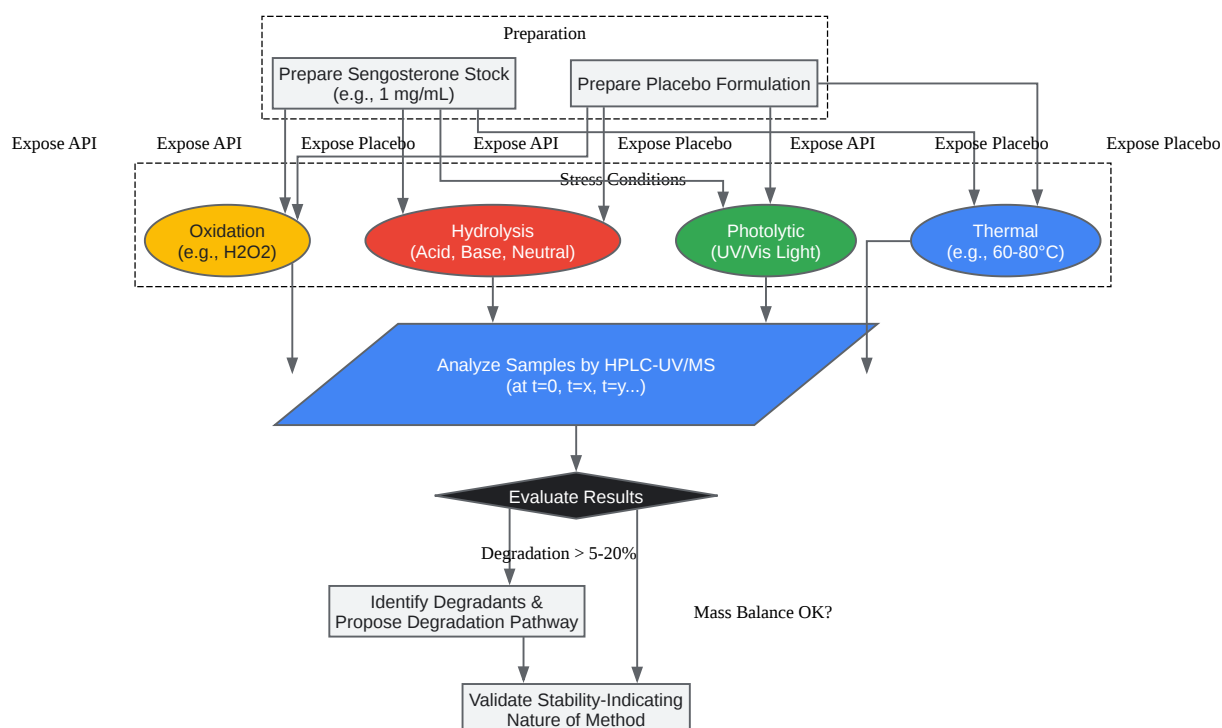 Preparation
Prepare Sengosterone Stock
(e.g., 1 mg/mL)
Prepare Placebo Formulation
Expose API
Expose API
Expose Placebo
Expose API
Expose Placebo
Expose API
Expose Placebo
Expose Placebo
Stress Conditions
Oxidation
(e.g., H2O2)
Hydrolysis
(Acid, Base, Neutral)
Photolytic
(UV/Vis Light)
Thermal
(e.g., 60-80°C)
Analyze Samples by HPLC-UV/MS
(at t=0, t=x, t=y...)
Evaluate Results
Degradation > 5-20%
Identify Degradants &
Propose Degradation Pathway
Mass Balance OK?
Validate Stability-Indicating
Nature of Method